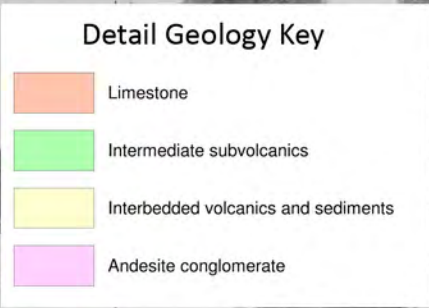 Detail Geology Key
Limestone
Intermediate subvolcanics
Interbedded volcanics and sediments
Andesite conglomerate